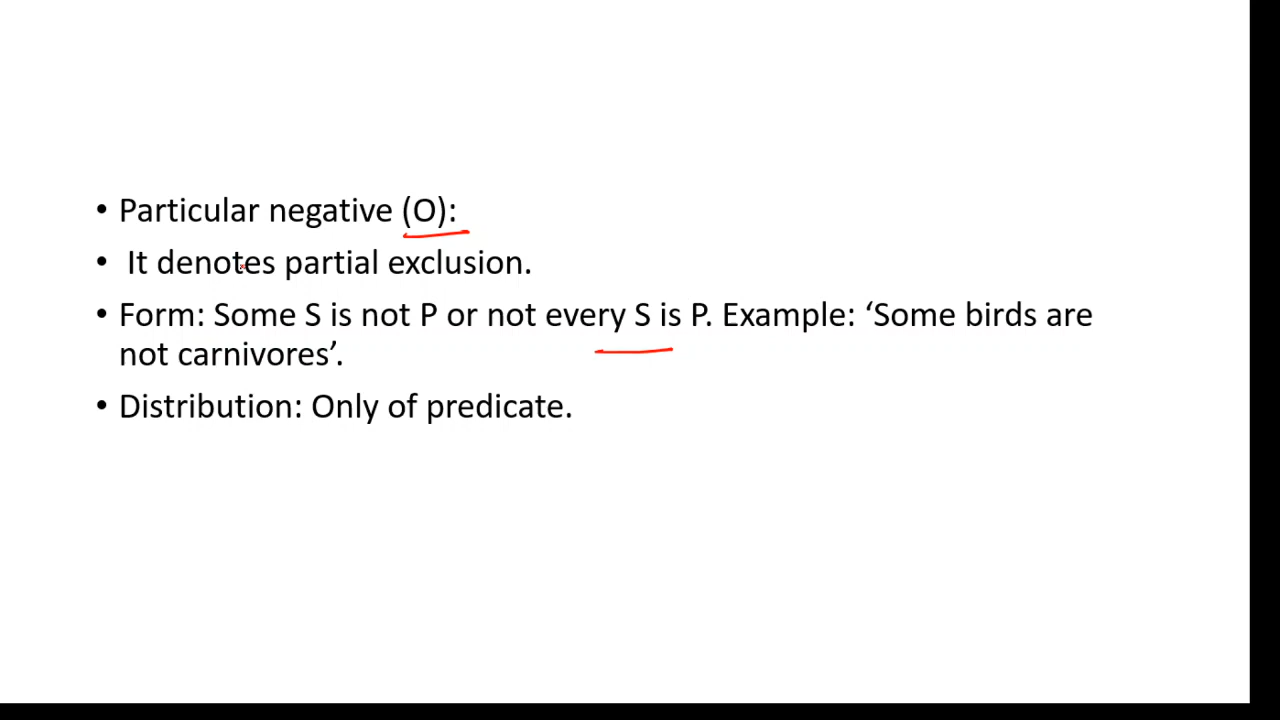 • Particular negative (O):
• It denotes partial exclusion.
• Form: Some S is not P or not every S is P. Example: ‘Some birds are
not carnivores’.
• Distribution: Only of predicate.